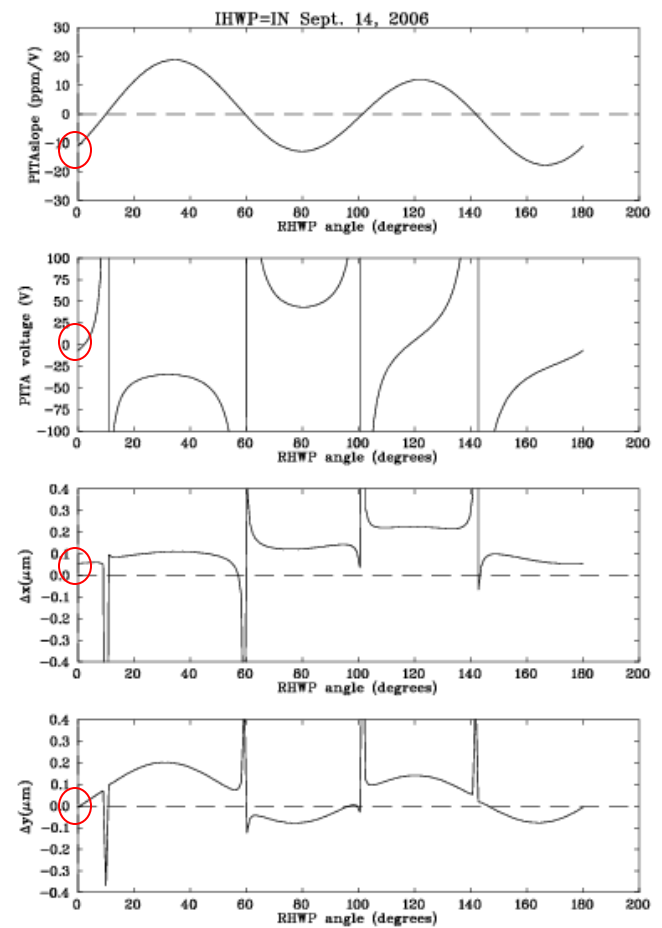 IHWP=IN Sept. 14, 2006
PITAslope (ppm/V)
30
20
10
0
−10
−20
−30
0 20 40 60 80 100 120 140 160 180 200
RHWP angle (degrees)
PITA voltage (V)
100
75
50
25
0
−25
−50
−75
−100
0 20 40 60 80 100 120 140 160 180 200
RHWP angle (degrees)
Δx(μm)
0.4
0.3
0.2
0.1
0.0
−0.1
−0.2
−0.3
−0.4
0 20 40 60 80 100 120 140 160 180 200
RHWP angle (degrees)
Δy(μm)
0.4
0.3
0.2
0.1
0.0
−0.1
−0.2
−0.3
−0.4
0 20 40 60 80 100 120 140 160 180 200
RHWP angle (degrees)